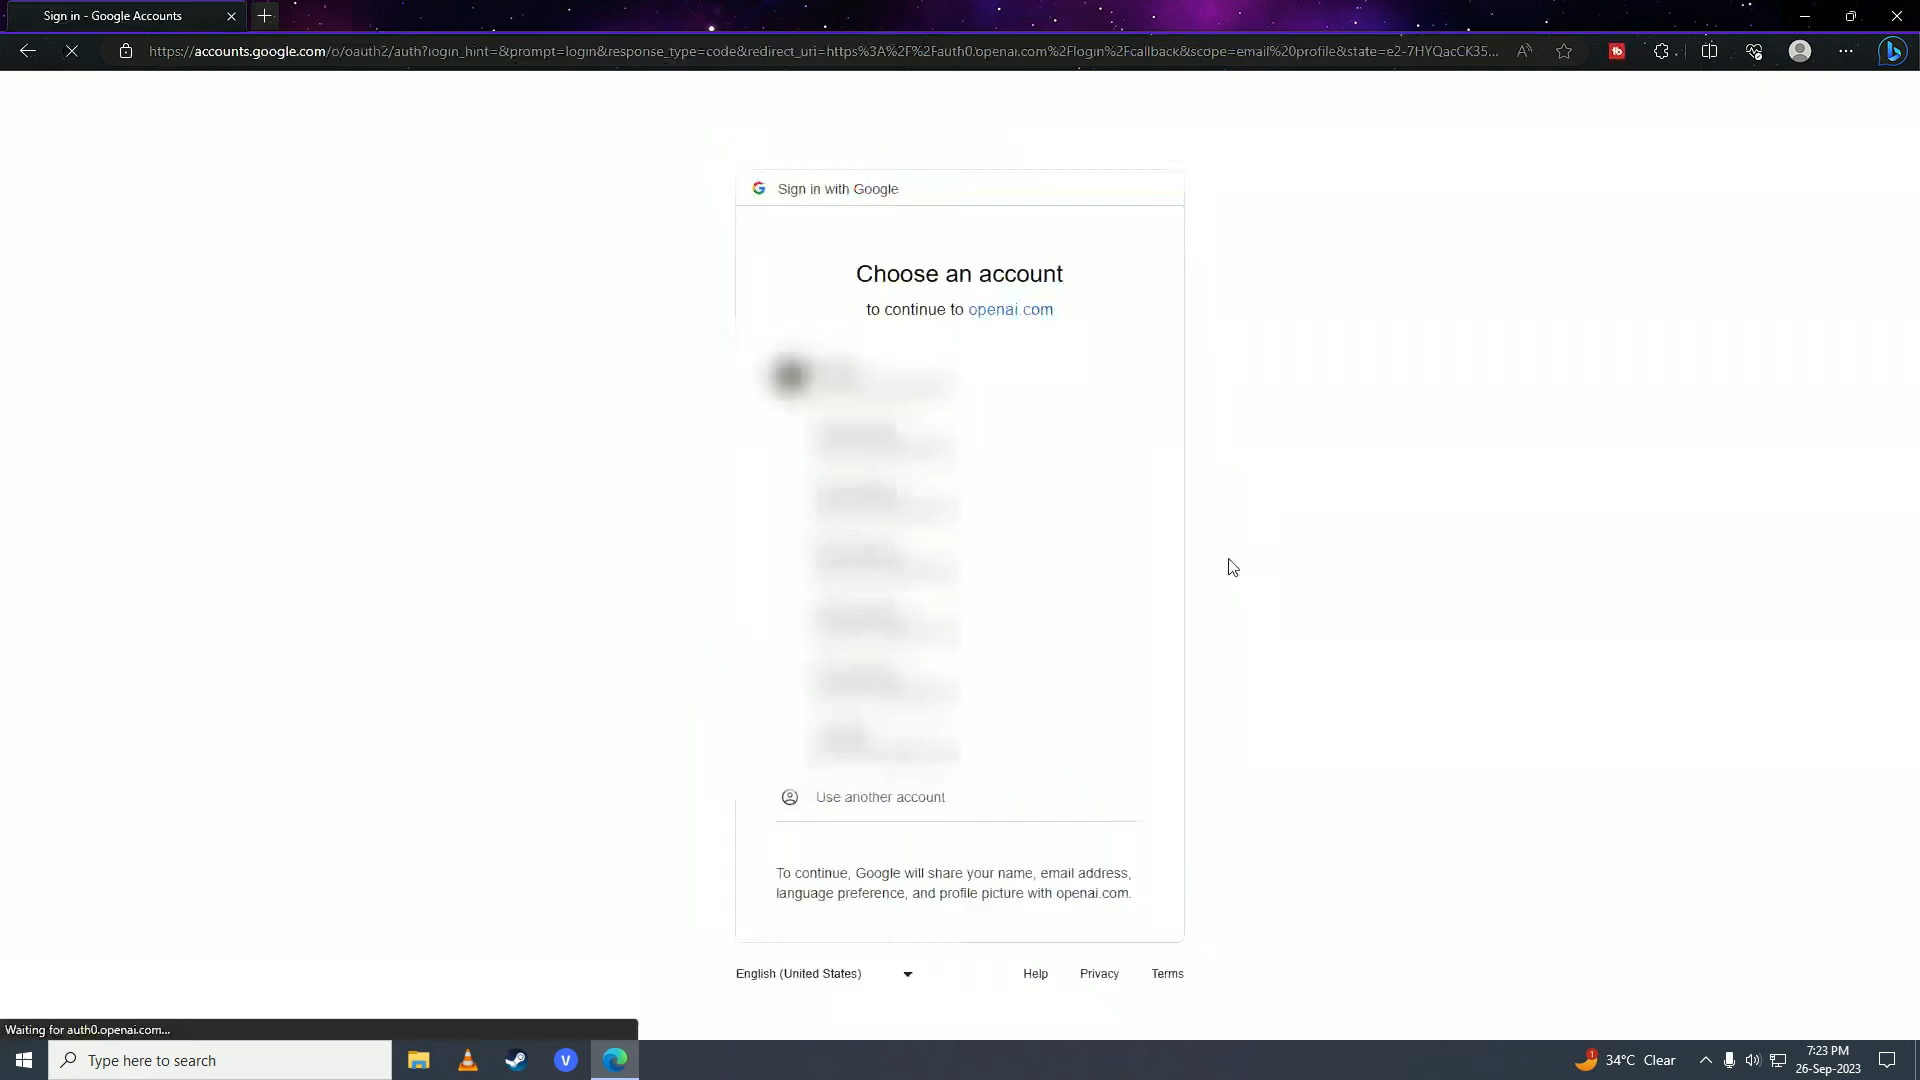 Sign in - Google Accounts
https://accounts.google.com/o/oauth2/auth?login_hint=&prompt=login&response_type=code&redirect_uri=https%3A%2F%2Fauth0.openai.com%2Flogin%2Fcallback&scope=email%20profile&state=e2-7HYQacCK35...
Sign in with Google
Choose an account
to continue to openai.com
Use another account
To continue, Google will share your name, email address,
language preference, and profile picture with openai.com.
English (United States)
Help
Privacy
Terms
Waiting for auth0.openai.com...
Type here to search
V
1
34°C Clear
7:23 PM
26-Sep-2023